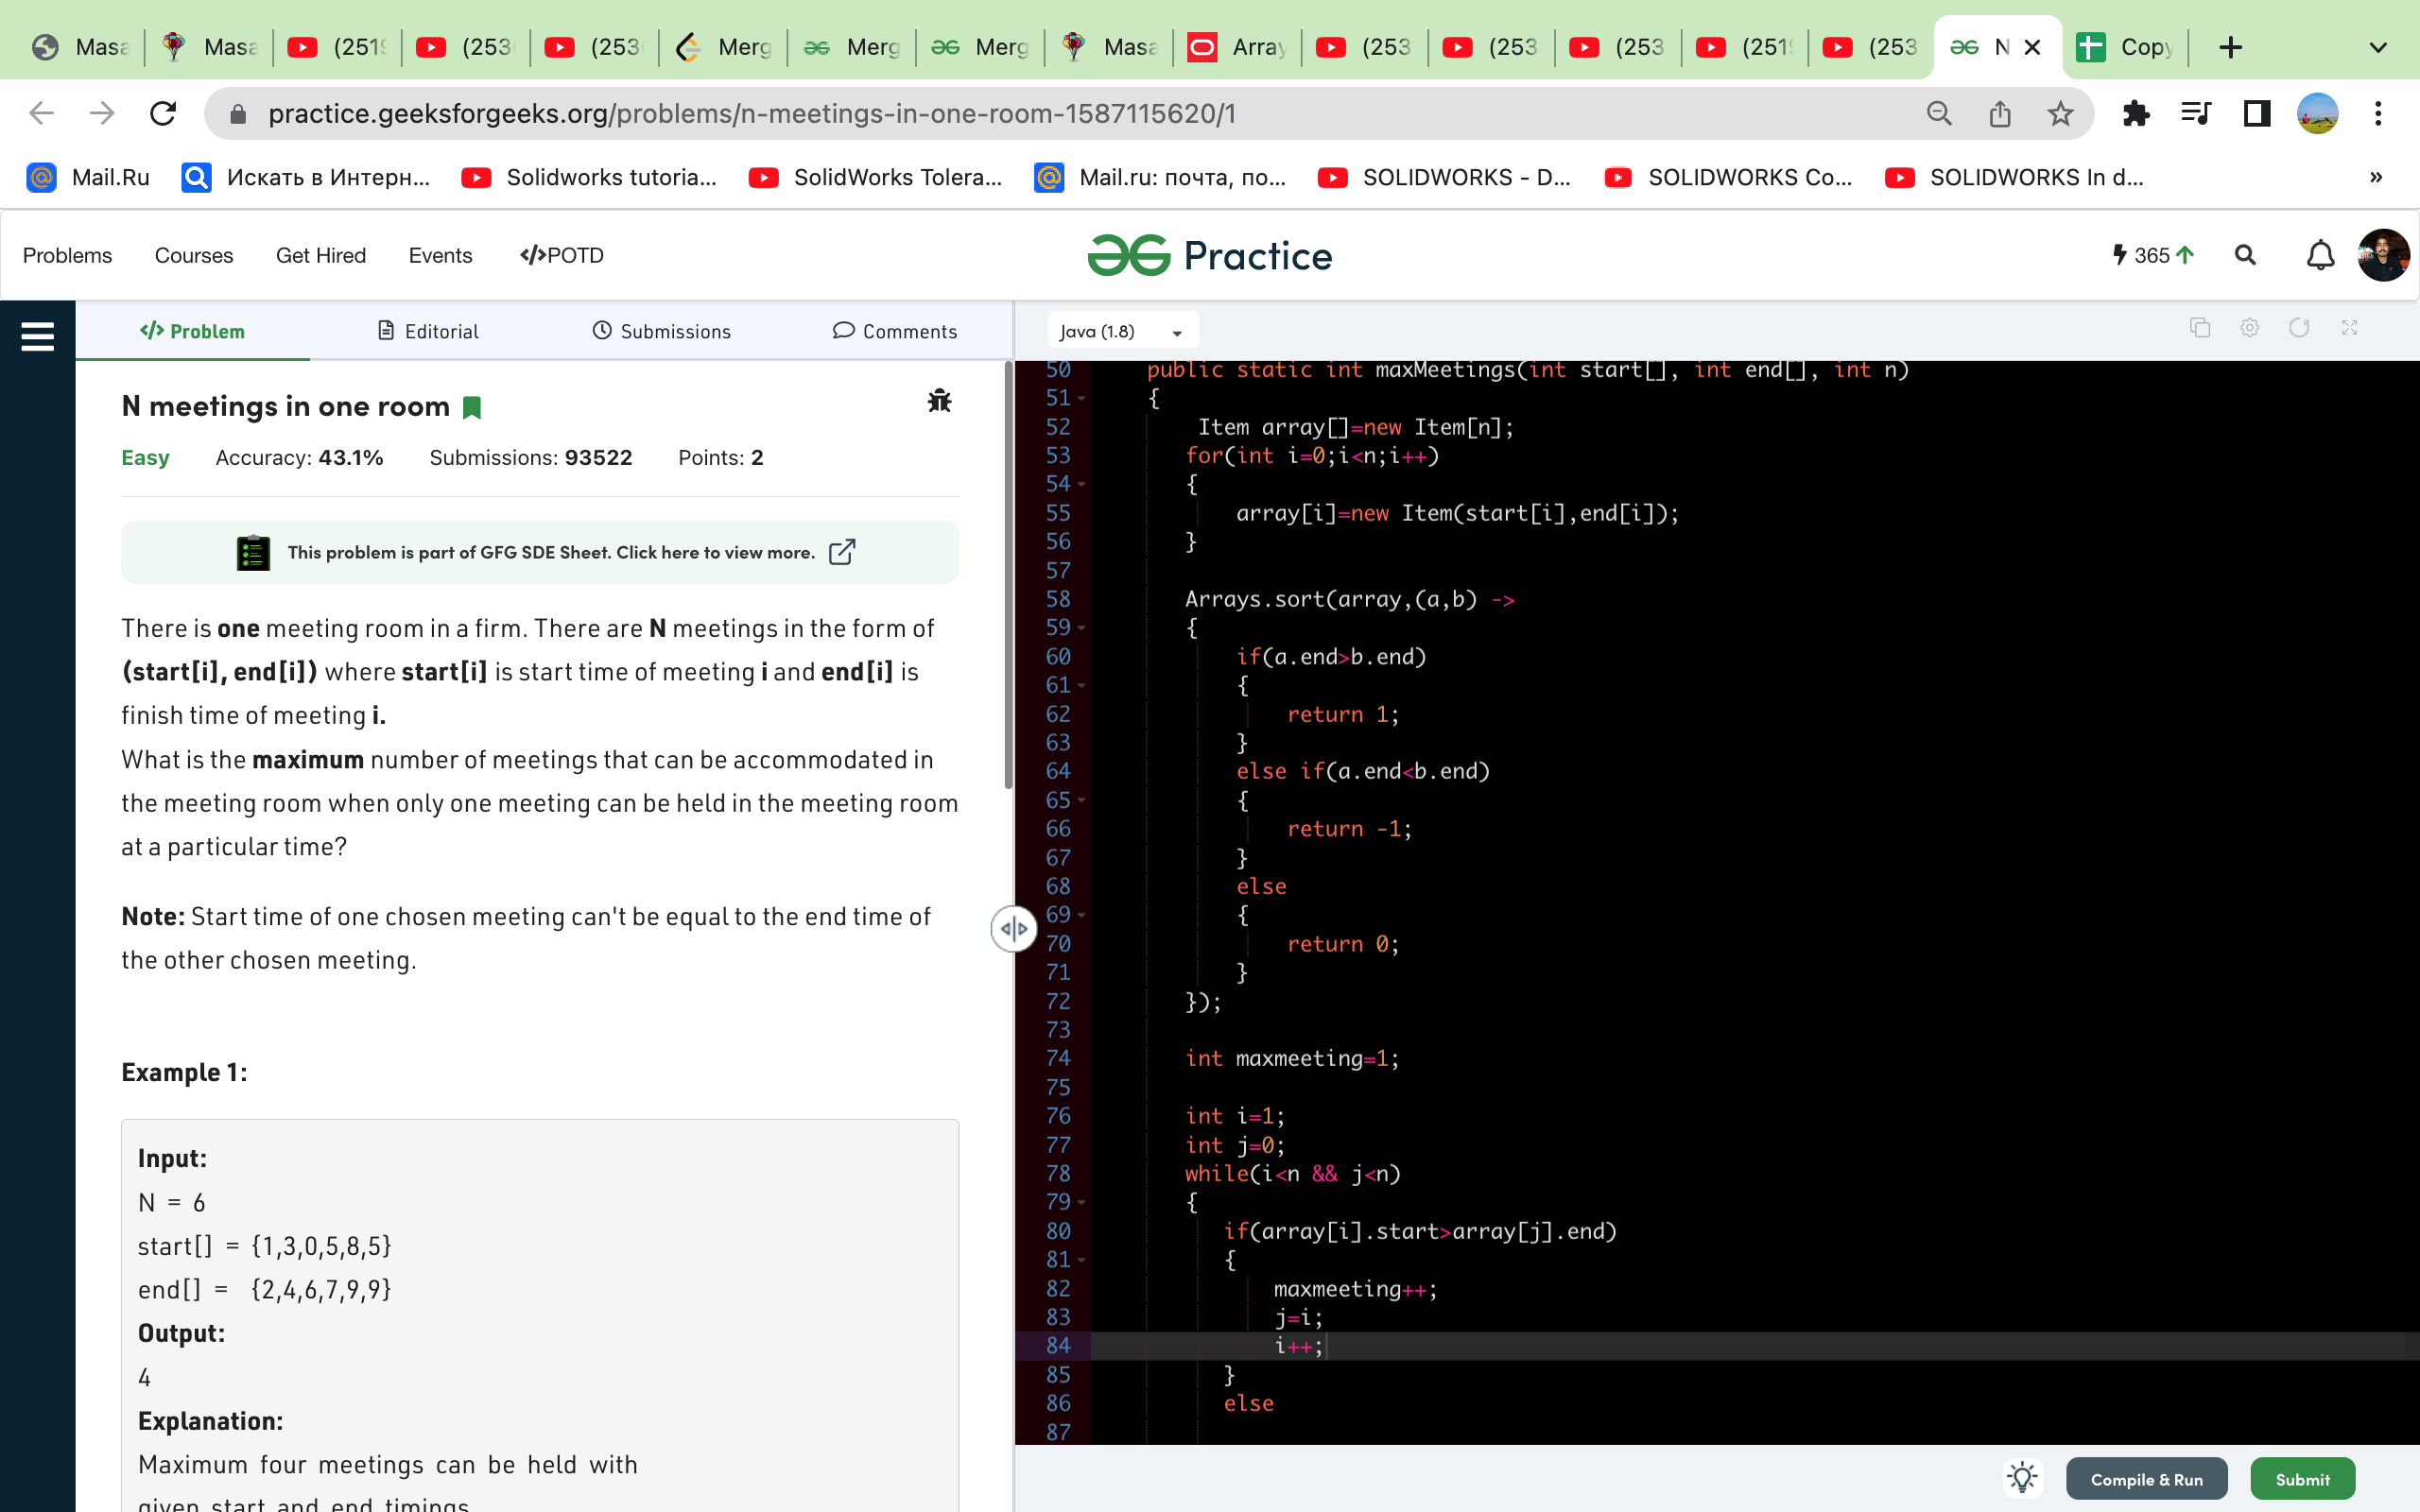 Masa
Masa
(251
(253
(253
Merg
Merg
Merg
Masa
Array
(253
(253
(253
(251
(253
N
Copy
practice.geeksforgeeks.org/problems/n-meetings-in-one-room-1587115620/1
Mail.Ru
Искать в Интерн...
Solidworks tutoria...
SolidWorks Tolera...
Mail.ru: почта, по...
SOLIDWORKS - D...
SOLIDWORKS Co...
SOLIDWORKS In d...
»
Problems Courses Get Hired Events </>POTD
Practice
365
</> Problem
Editorial
Submissions
Comments
N meetings in one room
Easy Accuracy: 43.1% Submissions: 93522 Points: 2
This problem is part of GFG SDE Sheet. Click here to view more.
There is one meeting room in a firm. There are N meetings in the form of
(start[i], end[i]) where start[i] is start time of meeting i and end[i] is
finish time of meeting i.
What is the maximum number of meetings that can be accommodated in
the meeting room when only one meeting can be held in the meeting room
at a particular time?
Note: Start time of one chosen meeting can't be equal to the end time of
the other chosen meeting.
Example 1:
Input:
N = 6
start[] = {1,3,0,5,8,5}
end[] = {2,4,6,7,9,9}
Output:
4
Explanation:
Maximum four meetings can be held with
given start and end timings
Java (1.8)
50 public static int maxMeetings(int start[], int end[], int n)
51 {
52 Item array[]=new Item[n];
53 for(int i=0;i<n;i++)
54 {
55 array[i]=new Item(start[i],end[i]);
56 }
57
58 Arrays.sort(array,(a,b) ->
59 {
60 if(a.end>b.end)
61 {
62 return 1;
63 }
64 else if(a.end<b.end)
65 {
66 return -1;
67 }
68 else
69 {
70 return 0;
71 }
72 });
73
74 int maxmeeting=1;
75
76 int i=1;
77 int j=0;
78 while(i<n && j<n)
79 {
80 if(array[i].start>array[j].end)
81 {
82 maxmeeting++;
83 j=i;
84 i++;
85 }
86 else
87
Compile & Run
Submit